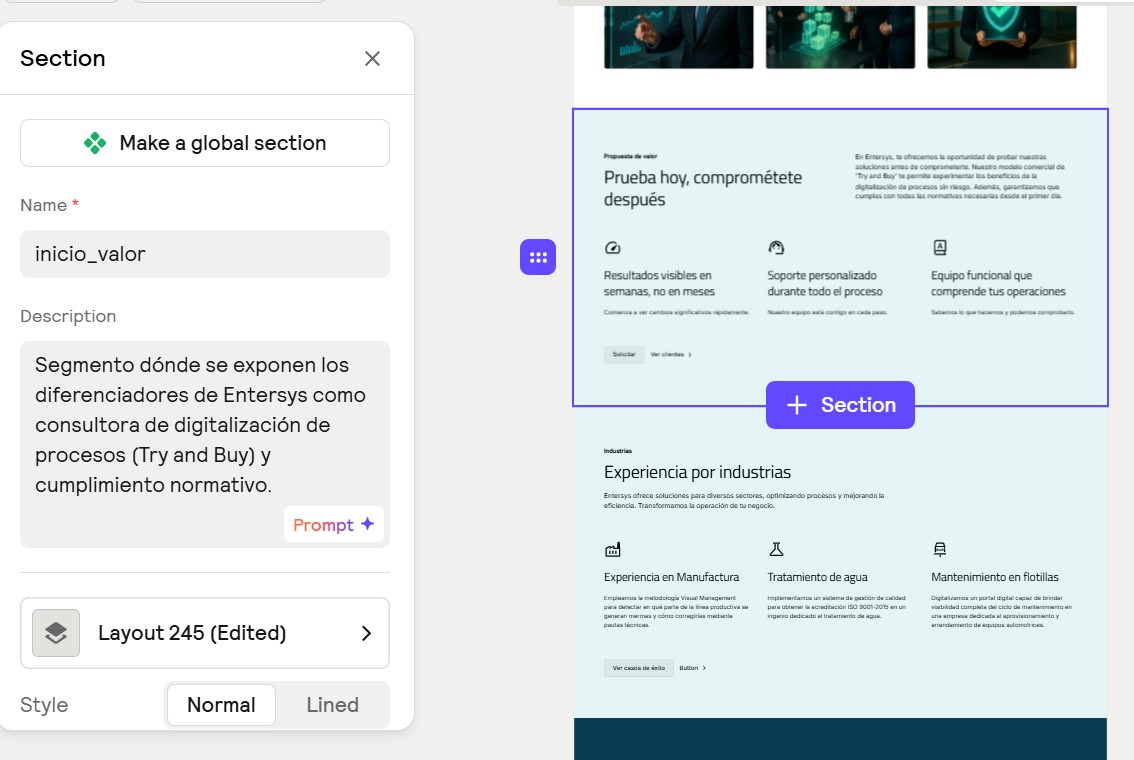 Section
Make a global section
Name *
inicio_valor
Description
Segmento dónde se exponen los
diferenciadores de Entersys como
consultora de digitalización de
procesos (Try and Buy) y
cumplimiento normativo.
Prompt
Layout 245 (Edited)
Style
Normal
Lined
Propuesta de valor
Prueba hoy, comprométete
después
En Entersys, te ofrecemos la oportunidad de probar nuestras
soluciones antes de comprometerte. Nuestro modelo comercial de
'Try and Buy' te permite experimentar los beneficios de la
digitalización de procesos sin riesgo. Además, garantizamos que
cumplas con todas las normativas necesarias desde el primer día.
Resultados visibles en
semanas, no en meses
Comienza a ver cambios significativos rápidamente.
Soporte personalizado
durante todo el proceso
Nuestro equipo está contigo en cada paso.
Equipo funcional que
comprende tus operaciones
Sabemos lo que hacemos y podemos comprobarlo.
Solicitar
Ver clientes
Section
Industrias
Experiencia por industrias
Entersys ofrece soluciones para diversos sectores, optimizando procesos y mejorando la
eficiencia. Transformamos la operación de tu negocio.
Experiencia en Manufactura
Empleamos la metodología Visual Management
para detectar en qué parte de la línea productiva se
generan mermas y cómo corregirlas mediante
pautas técnicas.
Tratamiento de agua
Implementamos un sistema de gestión de calidad
para obtener la acreditación ISO 9001-2015 en un
ingenio dedicado al tratamiento de agua.
Mantenimiento en flotillas
Digitalizamos un portal digital capaz de brindar
visibilidad completa del ciclo de mantenimiento en
una empresa dedicada al aprovisionamiento y
arrendamiento de equipos automotrices.
Ver casos de éxito
Button